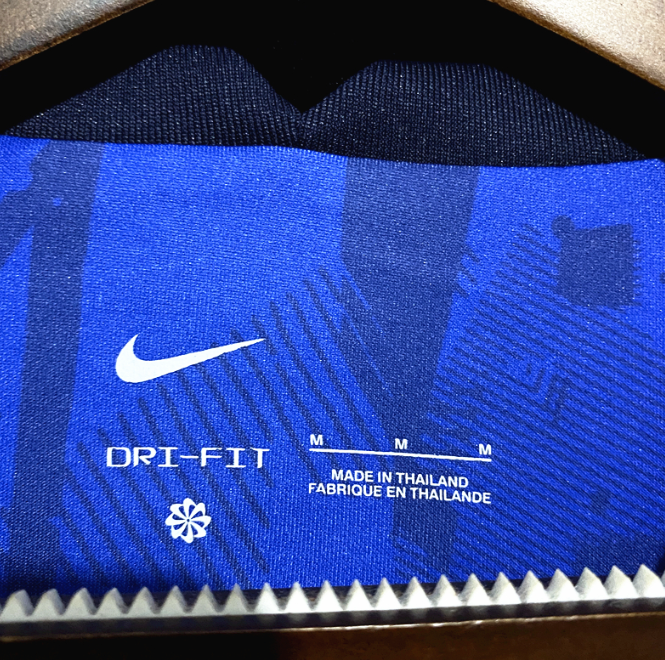 DRI-FIT
M M M
MADE IN THAILAND
FABRIQUE EN THAILANDE